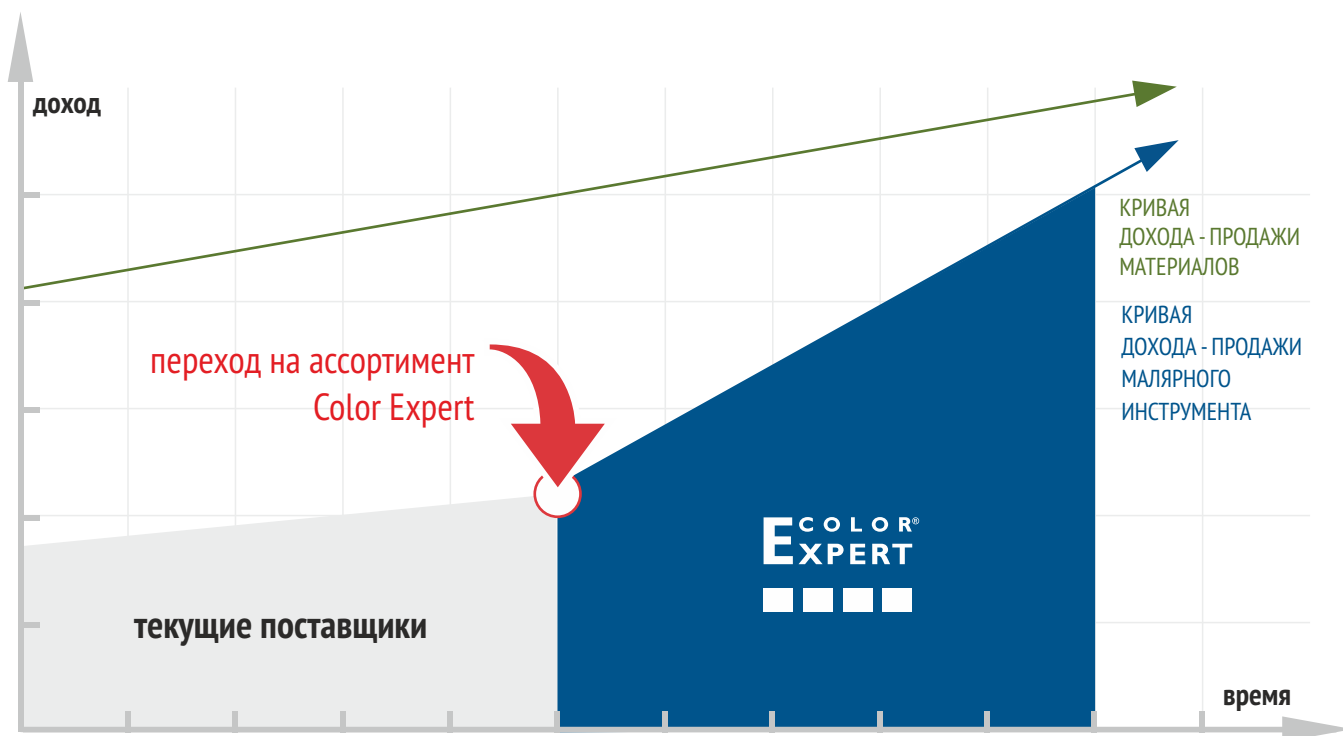 доход
КРИВАЯ
ДОХОДА - ПРОДАЖИ
МАТЕРИАЛОВ
КРИВАЯ
ДОХОДА - ПРОДАЖИ
МАЛЯРНОГО
ИНСТРУМЕНТА
переход на ассортимент
Color Expert
COLOR®
EXPERT
текущие поставщики
время